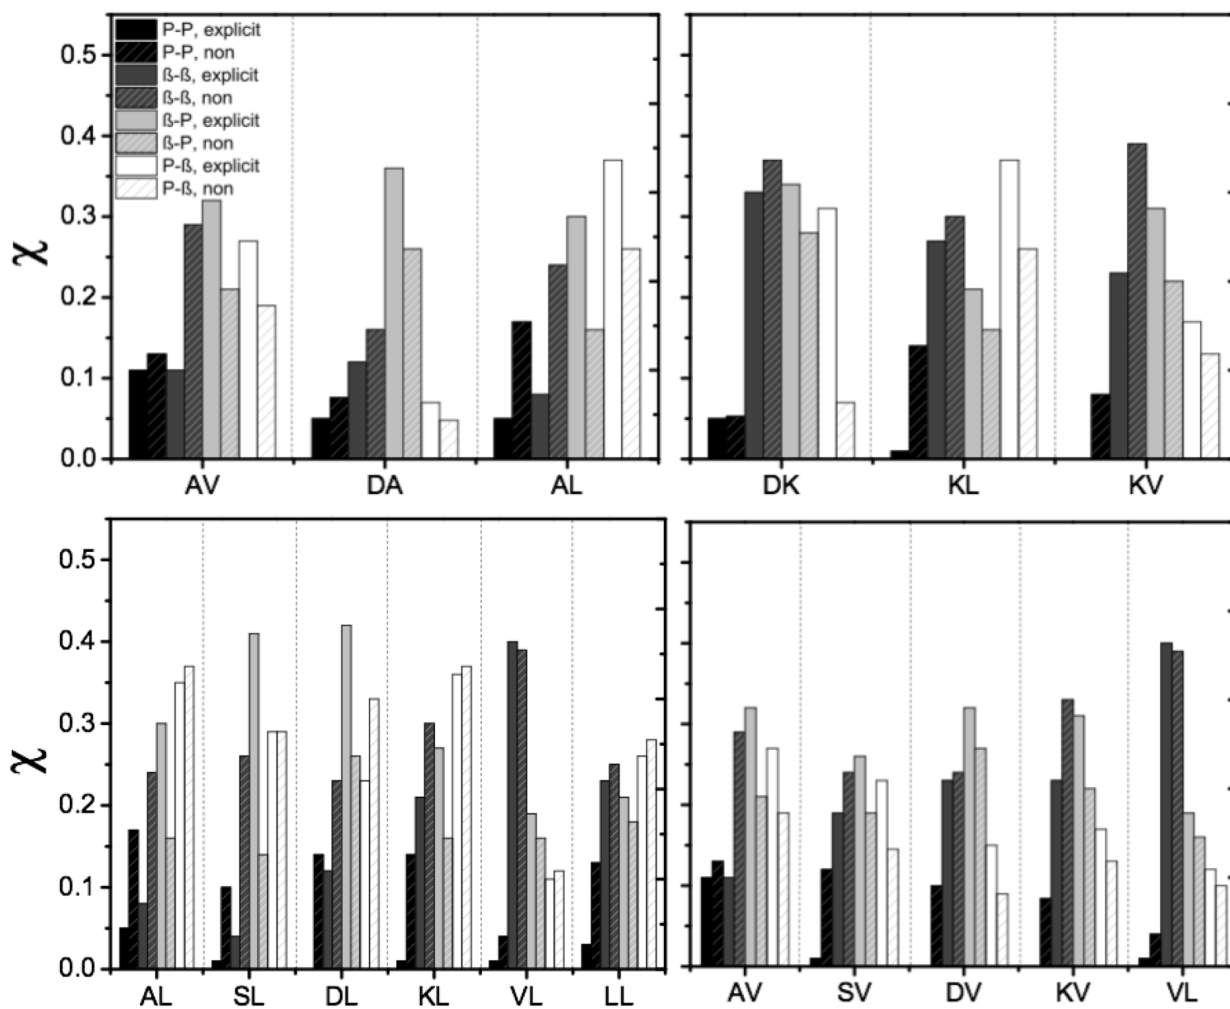 P-P, explicit
P-P, non
ß-ß, explicit
ß-ß, non
ß-P, explicit
ß-P, non
P-ß, explicit
P-ß, non
0.5
0.4
0.3
0.2
0.1
0.0
χ
AV DA AL
DK KL KV
0.5
0.4
0.3
0.2
0.1
0.0
χ
AL SL DL KL VL LL
AV SV DV KV VL